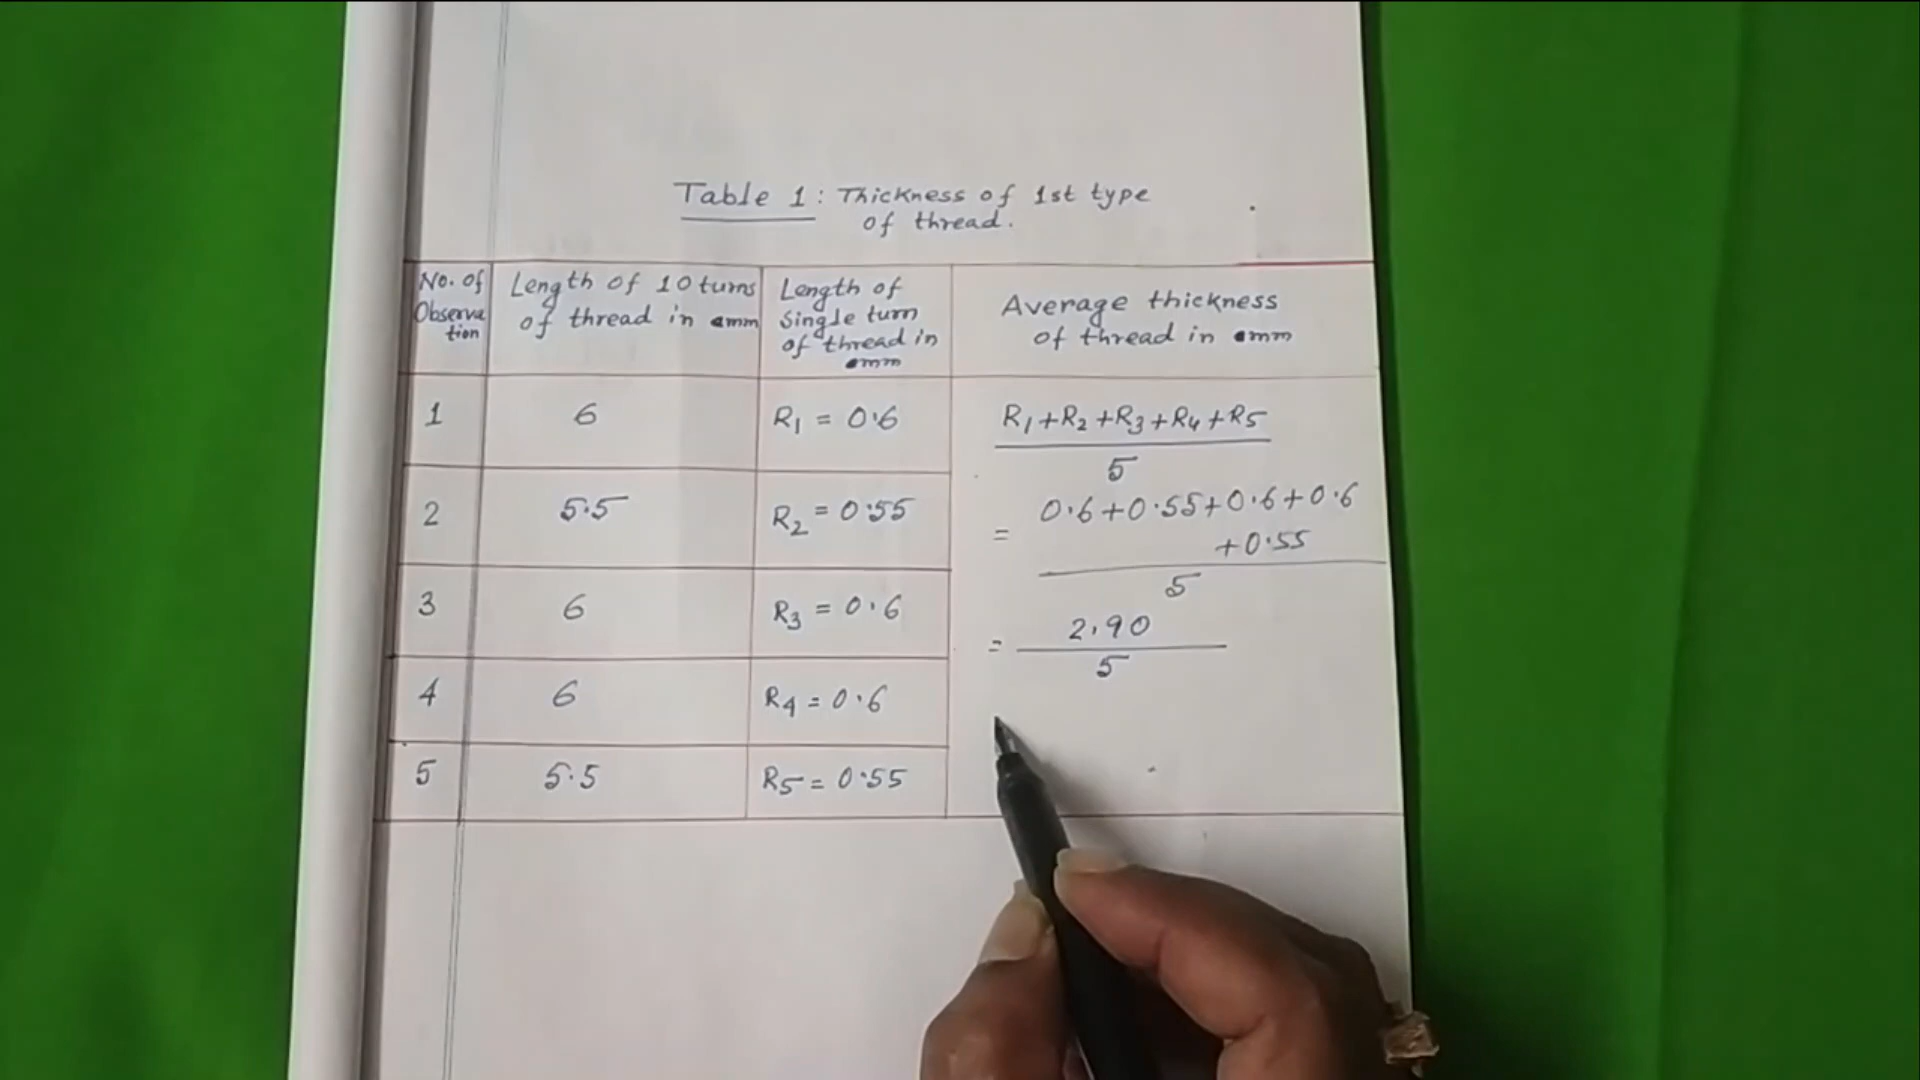 Table 1: Thickness of 1st type
of thread.
No. of
Observa
tion
Length of 10 turns
of thread in mm
Length of
Single turn
of thread in
mm
Average thickness
of thread in mm
1
6
R1 = 0.6
2
5.5
R2 = 0.55
3
6
R3 = 0.6
4
6
R4 = 0.6
5
5.5
R5 = 0.55
R1+R2+R3+R4+R5
5
= 0.6+0.55+0.6+0.6
+0.55
5
= 2.90
5